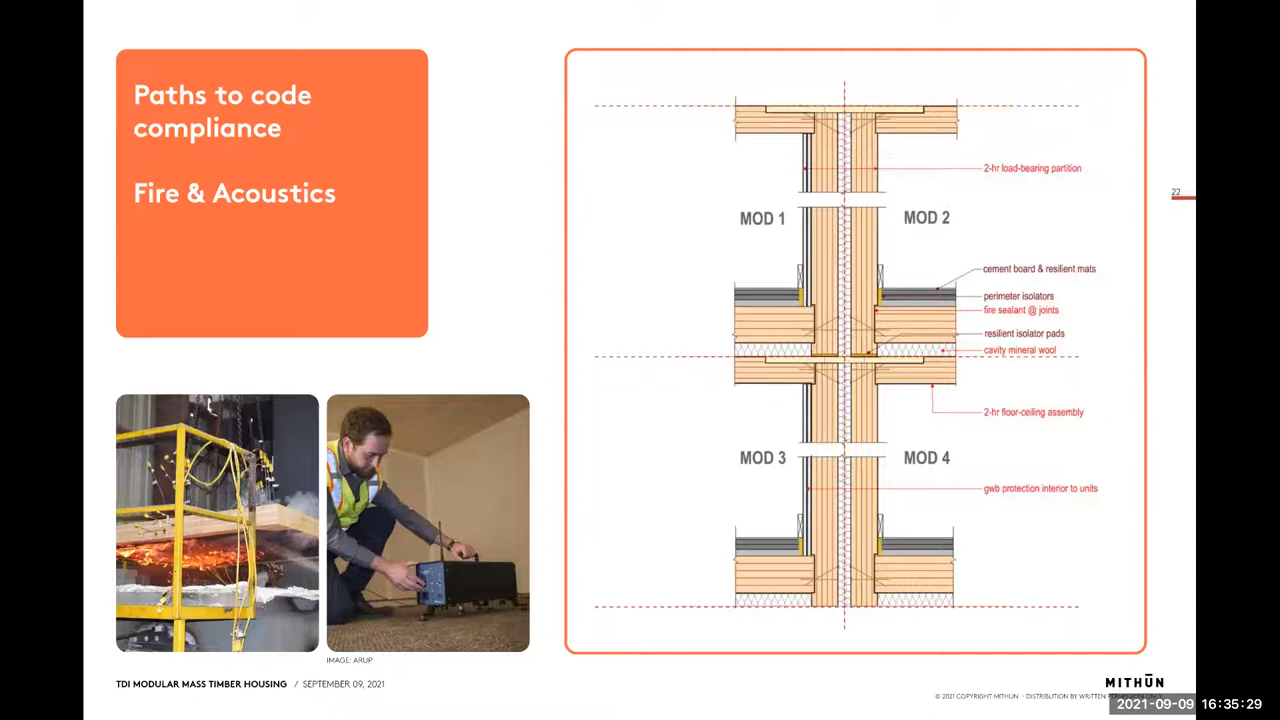 Paths to code
compliance
Fire & Acoustics
22
2-hr load-bearing partition
MOD 1
MOD 2
cement board & resilient mats
perimeter isolators
fire sealant @ joints
resilient isolator pads
cavity mineral wool
2-hr floor-ceiling assembly
MOD 3
MOD 4
gwb protection interior to units
IMAGE: ARUP
TDI MODULAR MASS TIMBER HOUSING / SEPTEMBER 09, 2021
MITHŪN
© 2021 COPYRIGHT MITHUN - DISTRIBUTION BY WRITTEN PERMISSION ONLY
2021-09-09 16:35:29